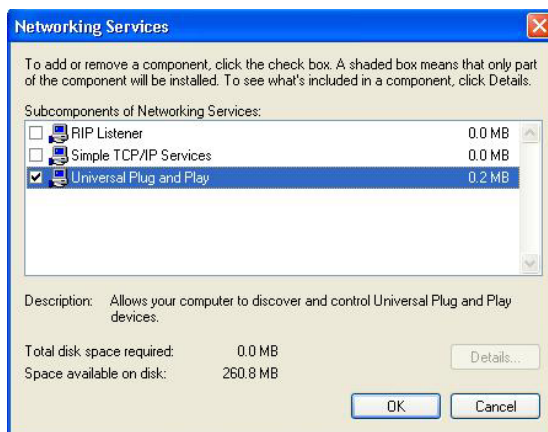 Networking Services
To add or remove a component, click the check box. A shaded box means that only part
of the component will be installed. To see what's included in a component, click Details.
Subcomponents of Networking Services:
RIP Listener 0.0 MB
Simple TCP/IP Services 0.0 MB
Universal Plug and Play 0.2 MB
Description: Allows your computer to discover and control Universal Plug and Play
devices.
Total disk space required: 0.0 MB
Details...
Space available on disk: 260.8 MB
OK Cancel